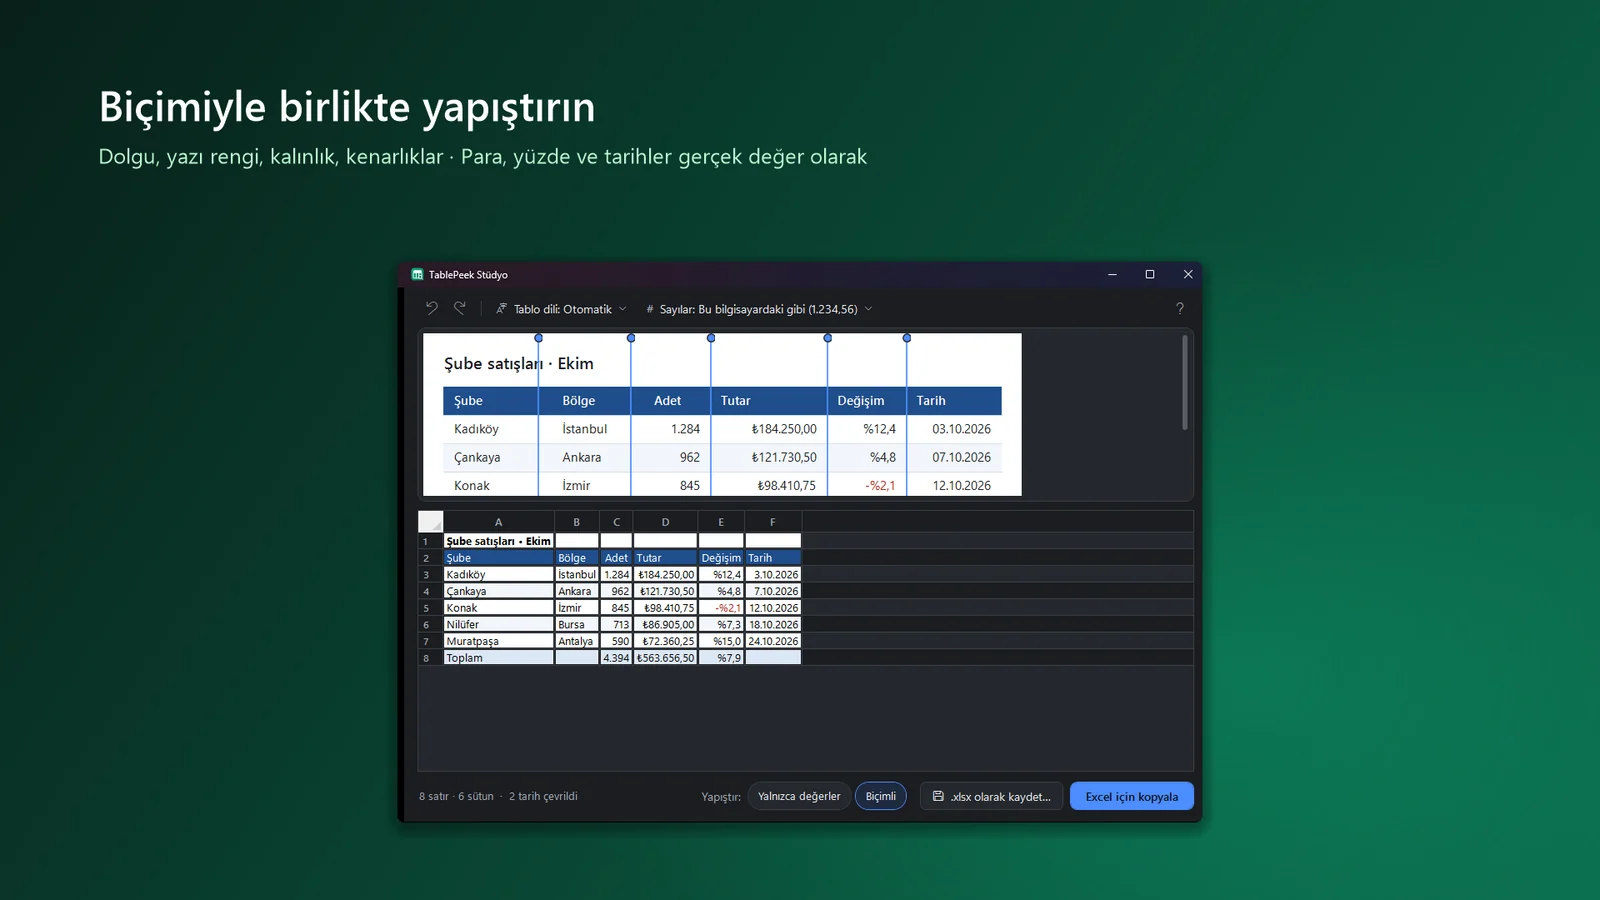 Biçimiyle birlikte yapıştırın
Dolgu, yazı rengi, kalınlık, kenarlıklar · Para, yüzde ve tarihler gerçek değer olarak
TablePeek Stüdyo
Tablo dili: Otomatik # Sayılar: Bu bilgisayardaki gibi (1.234,56) ?
Şube satışları · Ekim
Şube Bölge Adet Tutar Değişim Tarih
Kadıköy İstanbul 1.284 ₺184.250,00 %12,4 03.10.2026
Çankaya Ankara 962 ₺121.730,50 %4,8 07.10.2026
Konak İzmir 845 ₺98.410,75 -%2,1 12.10.2026
A B C D E F
1 Şube satışları • Ekim
2 Şube Bölge Adet Tutar Değişim Tarih
3 Kadıköy İstanbul 1.284 ₺184.250,00 %12,4 3.10.2026
4 Çankaya Ankara 962 ₺121.730,50 %4,8 7.10.2026
5 Konak İzmir 845 ₺98.410,75 -%2,1 12.10.2026
6 Nilüfer Bursa 713 ₺86.905,00 %7,3 18.10.2026
7 Muratpaşa Antalya 590 ₺72.360,25 %15,0 24.10.2026
8 Toplam 4.394 ₺563.656,50 %7,9
8 satır · 6 sütun · 2 tarih çevrildi Yapıştır: Yalnızca değerler Biçimli .xlsx olarak kaydet... Excel için kopyala